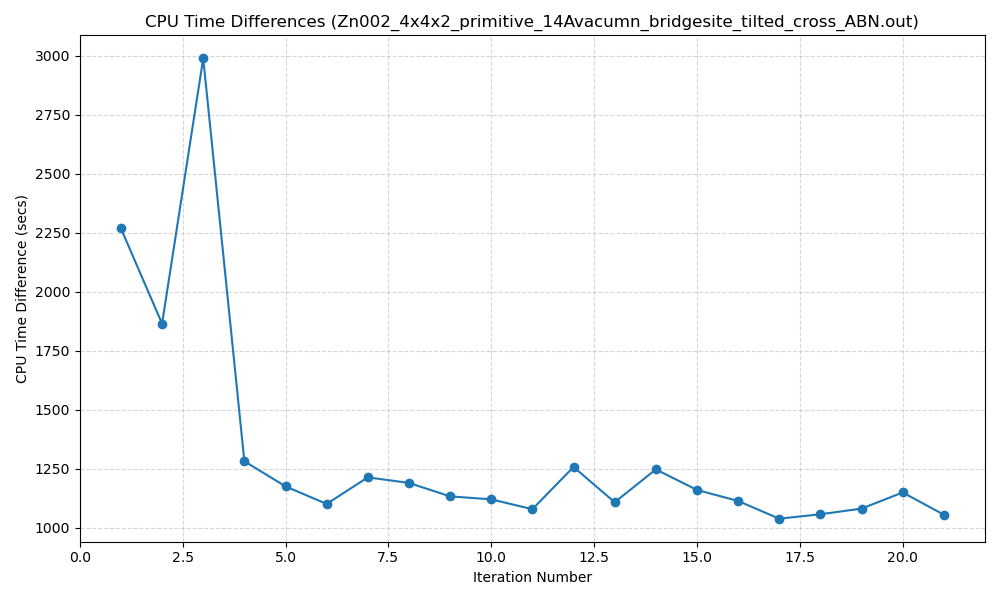 CPU Time Differences (Zn002_4x4x2_primitive_14Avacumn_bridgesite_tilted_cross_ABN.out)
CPU Time Difference (secs)
3000
2750
2500
2250
2000
1750
1500
1250
1000
0.0 2.5 5.0 7.5 10.0 12.5 15.0 17.5 20.0
Iteration Number